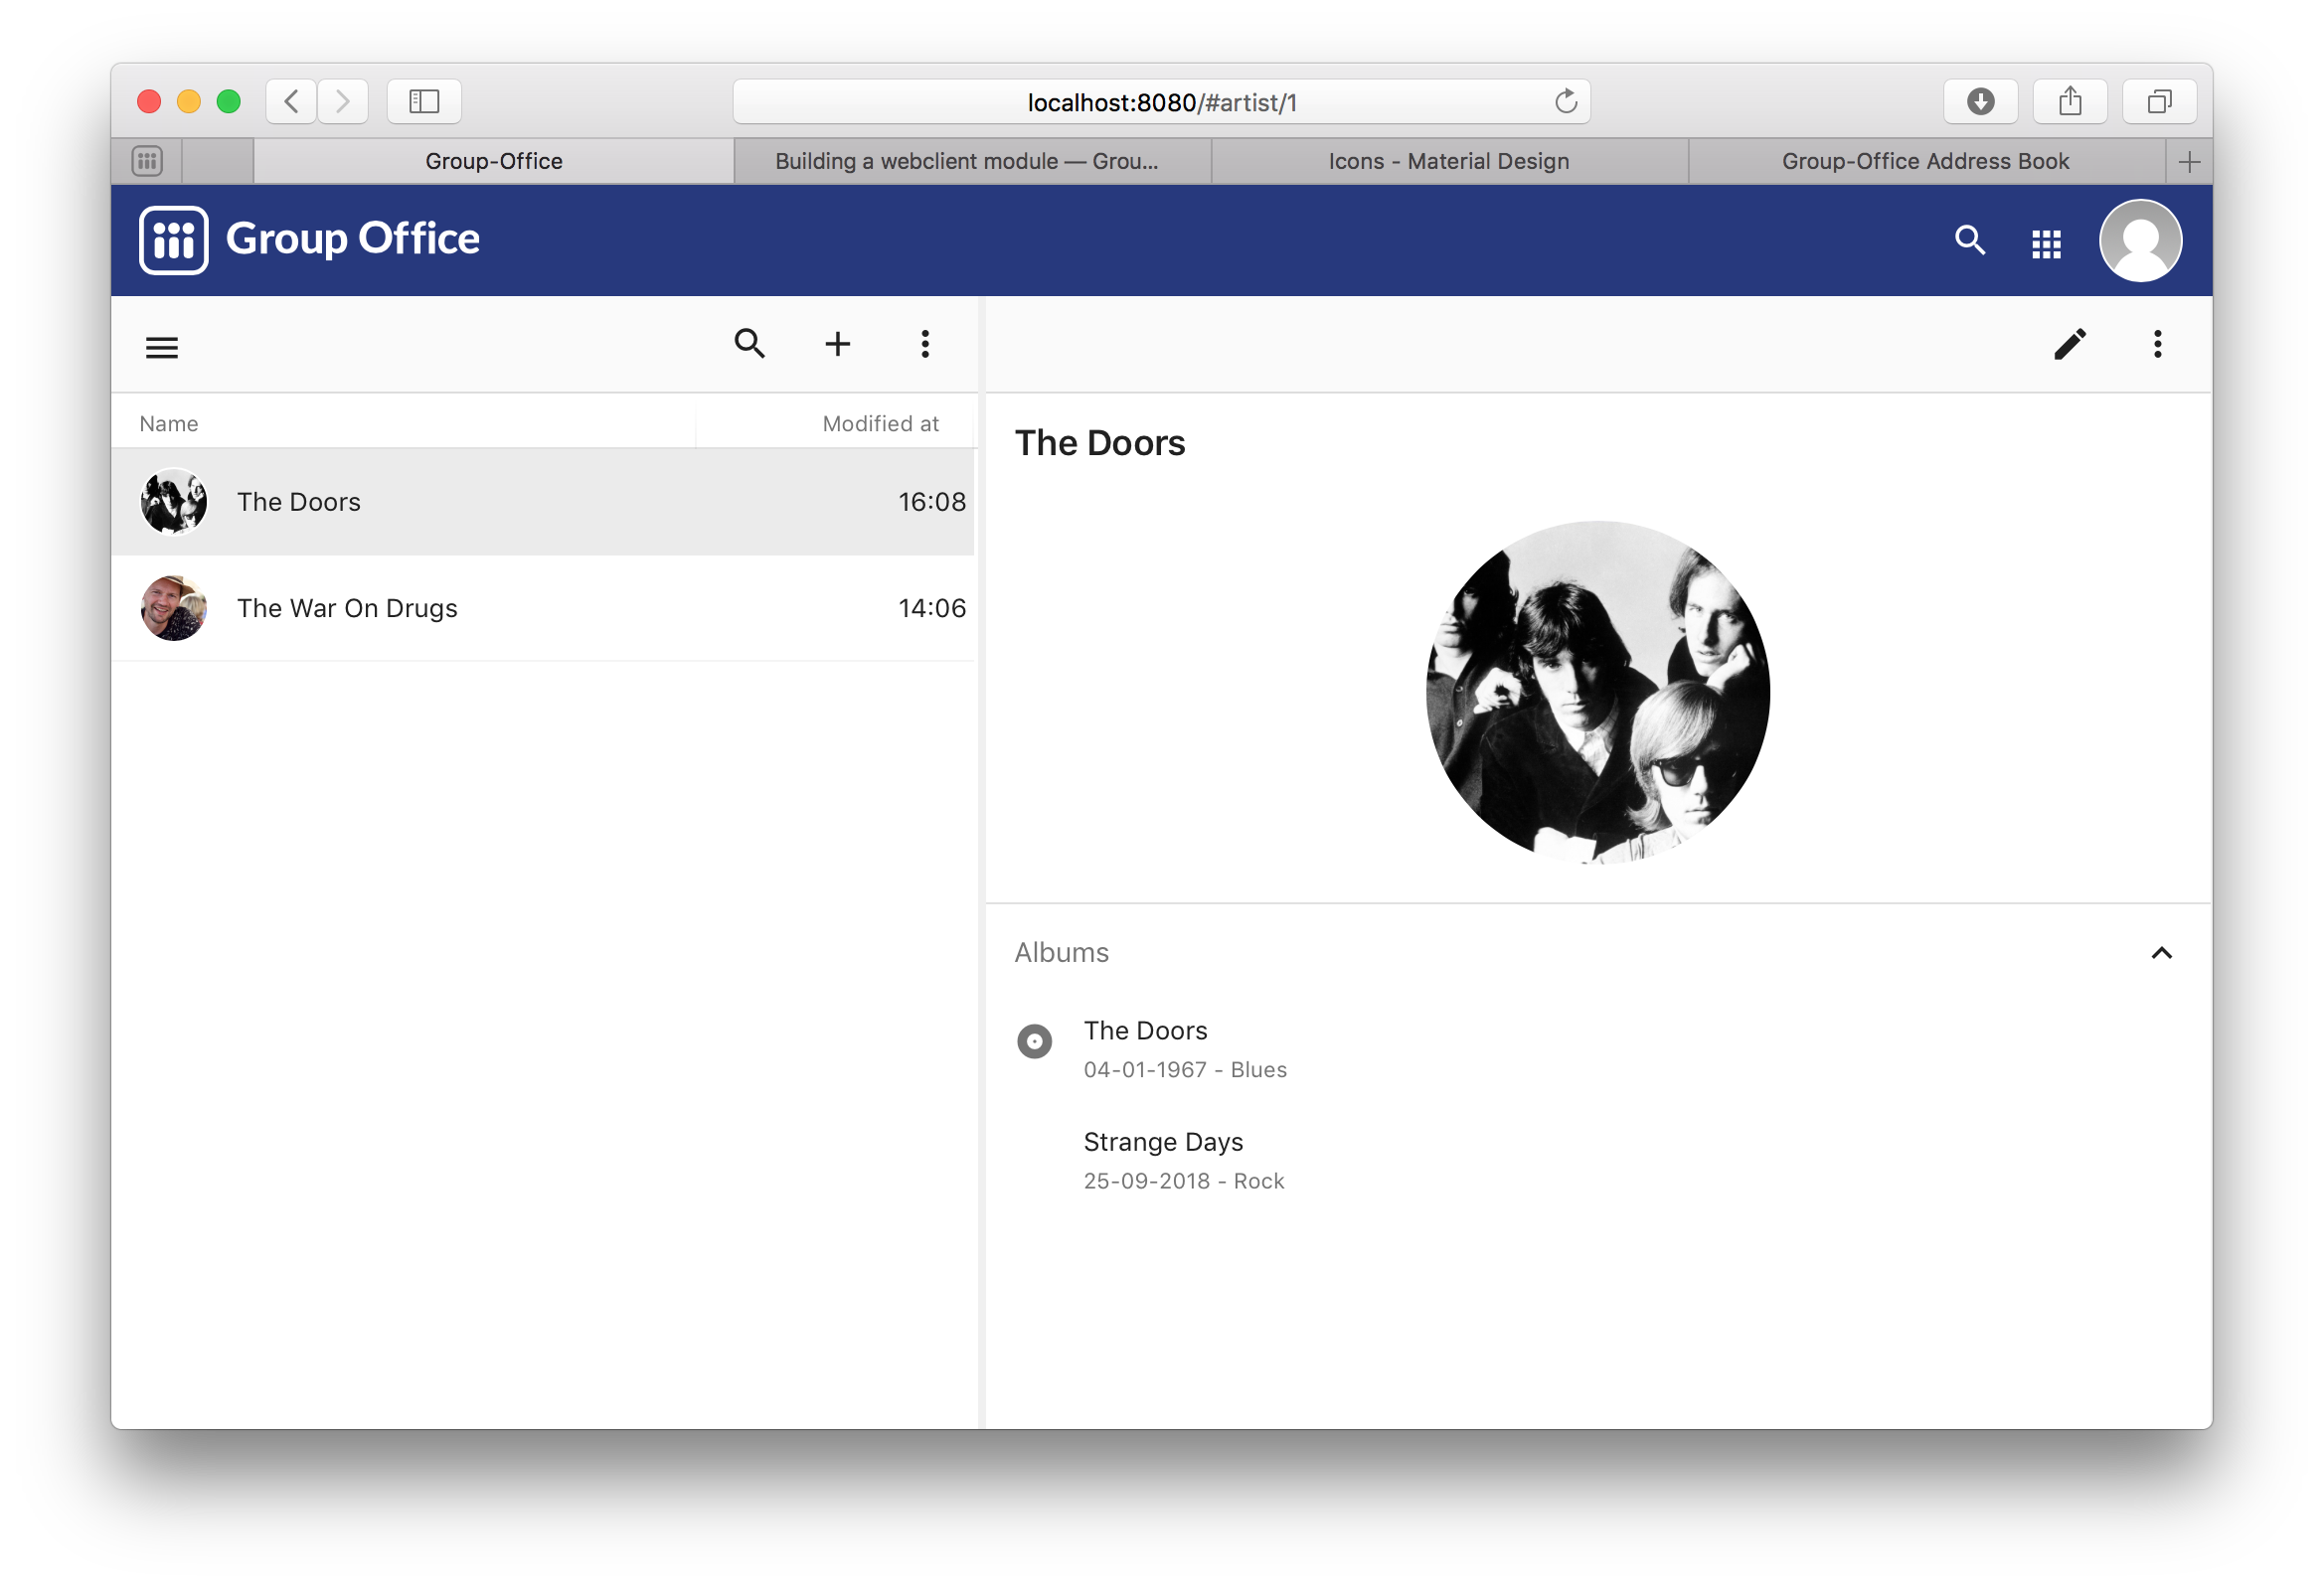 localhost:8080/#artist/1
Group-Office
Building a webclient module — Grou...
Icons - Material Design
Group-Office Address Book
Group Office
Name
Modified at
The Doors
16:08
The War On Drugs
14:06
The Doors
Albums
The Doors
04-01-1967 - Blues
Strange Days
25-09-2018 - Rock